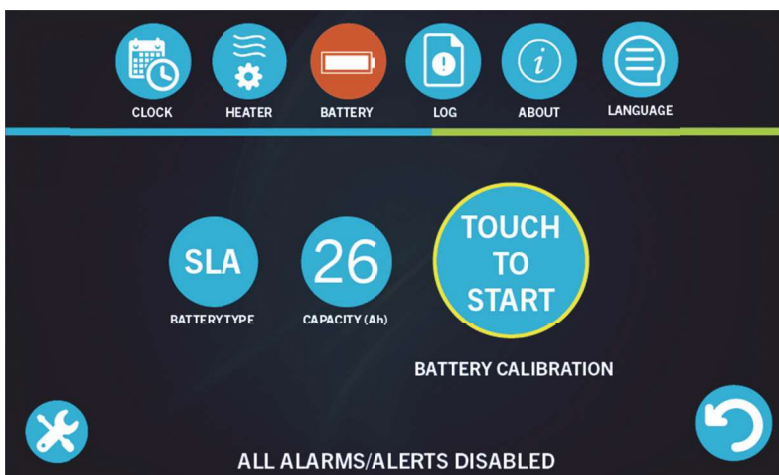 CLOCK HEATER BATTERY LOG ABOUT LANGUAGE
SLA
26
TOUCH
TO
START
BATTERYTYPE CAPACITY (Ah)
BATTERY CALIBRATION
ALL ALARMS/ALERTS DISABLED